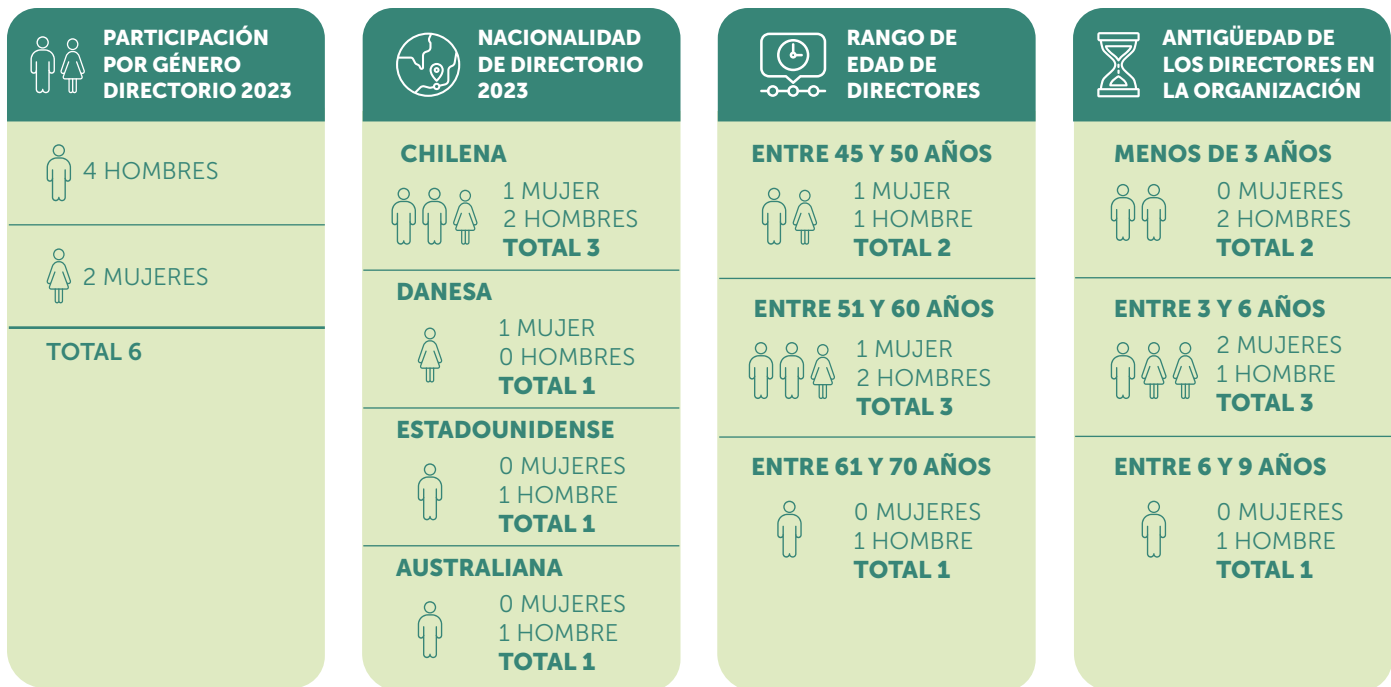 PARTICIPACIÓN
POR GÉNERO
DIRECTORIO 2023
4 HOMBRES
2 MUJERES
TOTAL 6
NACIONALIDAD
DE DIRECTORIO
2023
CHILENA
1 MUJER
2 HOMBRES
TOTAL 3
DANESA
1 MUJER
0 HOMBRES
TOTAL 1
ESTADOUNIDENSE
0 MUJERES
1 HOMBRE
TOTAL 1
AUSTRALIANA
0 MUJERES
1 HOMBRE
TOTAL 1
RANGO DE
EDAD DE
DIRECTORES
ENTRE 45 Y 50 AÑOS
1 MUJER
1 HOMBRE
TOTAL 2
ENTRE 51 Y 60 AÑOS
1 MUJER
2 HOMBRES
TOTAL 3
ENTRE 61 Y 70 AÑOS
0 MUJERES
1 HOMBRE
TOTAL 1
ANTIGÜEDAD DE
LOS DIRECTORES EN
LA ORGANIZACIÓN
MENOS DE 3 AÑOS
0 MUJERES
2 HOMBRES
TOTAL 2
ENTRE 3 Y 6 AÑOS
2 MUJERES
1 HOMBRE
TOTAL 3
ENTRE 6 Y 9 AÑOS
0 MUJERES
1 HOMBRE
TOTAL 1